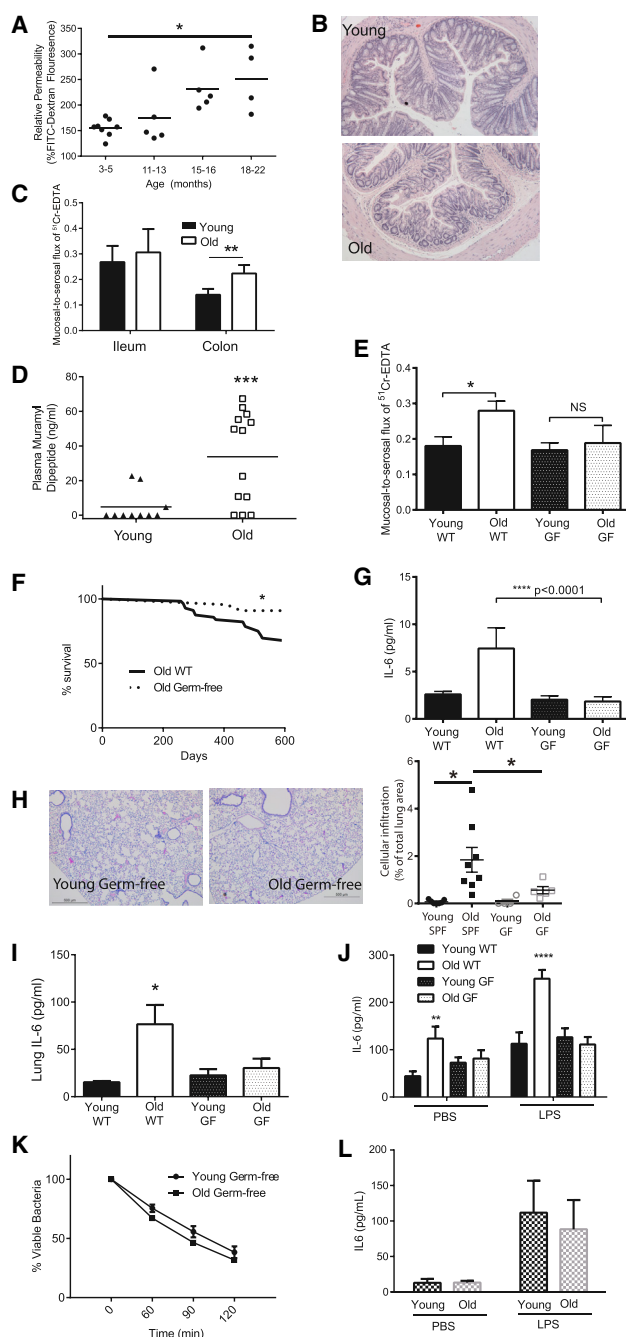 A
*
Relative Permeability
(%FITC-Dextran Flouresence)
350
300
250
200
150
100
3-5
11-13
15-16
18-22
Age (months)
B
Young
Old
C
Mucosal-to-serosal flux of 51Cr-EDTA
0.5
0.4
0.3
0.2
0.1
0.0
Young
Old
**
Ileum
Colon
D
Plasma Muramyl
Dipeptide (ng/ml)
80
60
40
20
0
***
Young
Old
E
Mucosal-to-serosal flux of 51Cr-EDTA
0.4
0.3
0.2
0.1
0.0
*
NS
Young
WT
Old
WT
Young
GF
Old
GF
F
% survival
100
50
0
*
Old WT
Old Germ-free
0
200
400
600
Days
G
IL-6 (pg/ml)
15
10
5
0
**** p<0.0001
Young
WT
Old
WT
Young
GF
Old
GF
H
Young Germ-free
Old Germ-free
Cellular infiltration
(% of total lung area)
6
4
2
0
*
*
Young
SPF
Old
SPF
Young
GF
Old
GF
I
Lung IL-6 (pg/ml)
150
100
50
0
*
Young
WT
Old
WT
Young
GF
Old
GF
J
Young WT
Old WT
Young GF
Old GF
IL-6 (pg/ml)
300
200
100
0
**
****
PBS
LPS
K
% Viable Bacteria
100
50
0
Young Germ-free
Old Germ-free
0
60
90
120
Time (min)
L
IL6 (pg/mL)
200
150
100
50
0
Young
Old
Young
Old
PBS
LPS